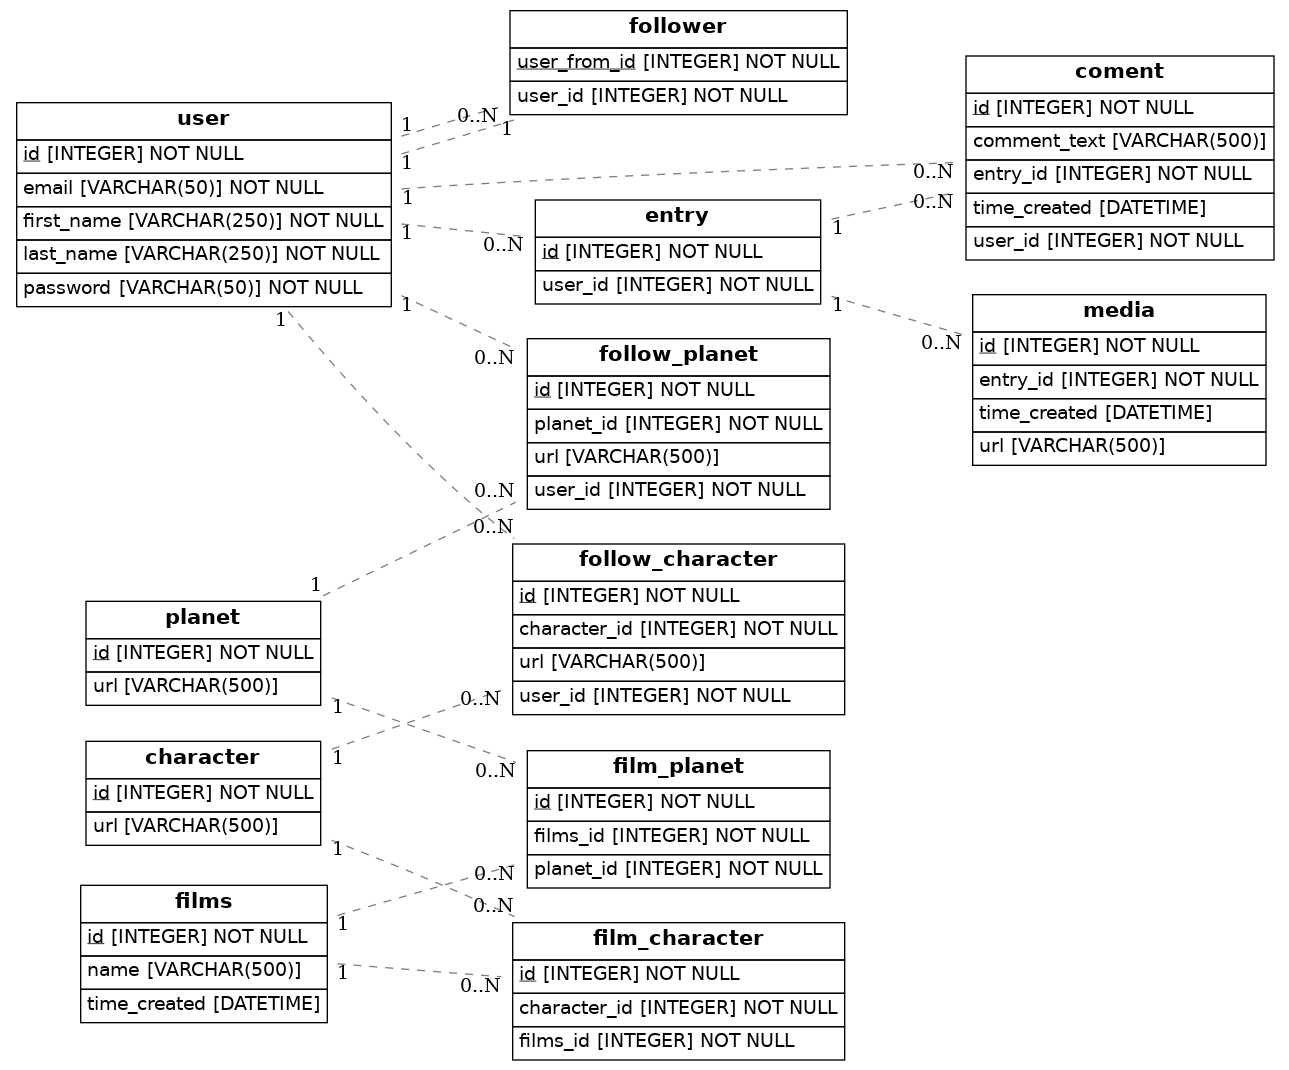 follower
user_from_id [INTEGER] NOT NULL
user_id [INTEGER] NOT NULL
coment
id [INTEGER] NOT NULL
comment_text [VARCHAR(500)]
entry_id [INTEGER] NOT NULL
time_created [DATETIME]
user_id [INTEGER] NOT NULL
user
id [INTEGER] NOT NULL
email [VARCHAR(50)] NOT NULL
first_name [VARCHAR(250)] NOT NULL
last_name [VARCHAR(250)] NOT NULL
password [VARCHAR(50)] NOT NULL
1
0..N
1
1
1
0..N
1
0..N
1
0..N
1
0..N
1
0..N
1
0..N
entry
id [INTEGER] NOT NULL
user_id [INTEGER] NOT NULL
media
id [INTEGER] NOT NULL
entry_id [INTEGER] NOT NULL
time_created [DATETIME]
url [VARCHAR(500)]
follow_planet
id [INTEGER] NOT NULL
planet_id [INTEGER] NOT NULL
url [VARCHAR(500)]
user_id [INTEGER] NOT NULL
0..N
1
follow_character
id [INTEGER] NOT NULL
character_id [INTEGER] NOT NULL
url [VARCHAR(500)]
user_id [INTEGER] NOT NULL
planet
id [INTEGER] NOT NULL
url [VARCHAR(500)]
1
0..N
1
0..N
character
id [INTEGER] NOT NULL
url [VARCHAR(500)]
film_planet
id [INTEGER] NOT NULL
films_id [INTEGER] NOT NULL
planet_id [INTEGER] NOT NULL
1
0..N
1
0..N
films
id [INTEGER] NOT NULL
name [VARCHAR(500)]
time_created [DATETIME]
1
0..N
film_character
id [INTEGER] NOT NULL
character_id [INTEGER] NOT NULL
films_id [INTEGER] NOT NULL